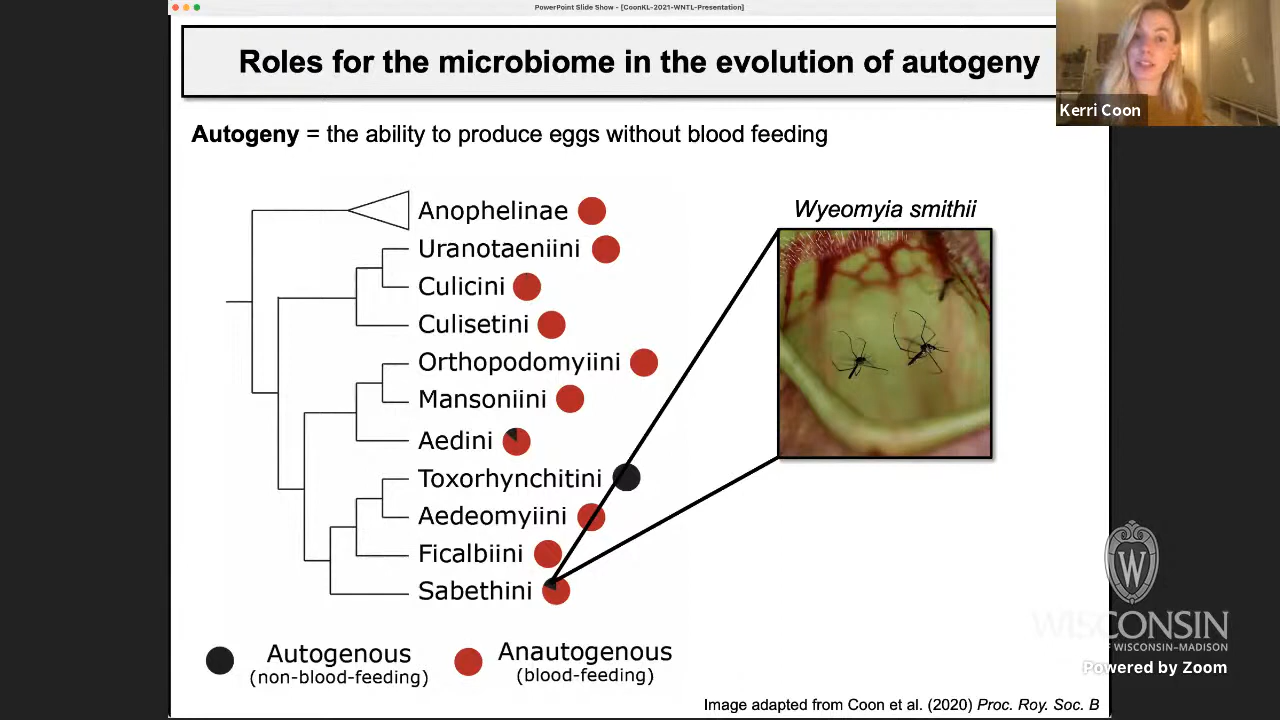 PowerPoint Slide Show - [CoonKL-2021-WNTL-Presentation]
Roles for the microbiome in the evolution of autogeny
Kerri Coon
Autogeny = the ability to produce eggs without blood feeding
Wyeomyia smithii
Anophelinae
Uranotaeniini
Culicini
Culisetini
Orthopodomyiini
Mansoniini
Aedini
Toxorhynchitini
Aedeomyiini
Ficalbiini
Sabethini
Autogenous
(non-blood-feeding)
Anautogenous
(blood-feeding)
W
WISCONSIN
OF WISCONSIN–MADISON
Powered by Zoom
Image adapted from Coon et al. (2020) Proc. Roy. Soc. B